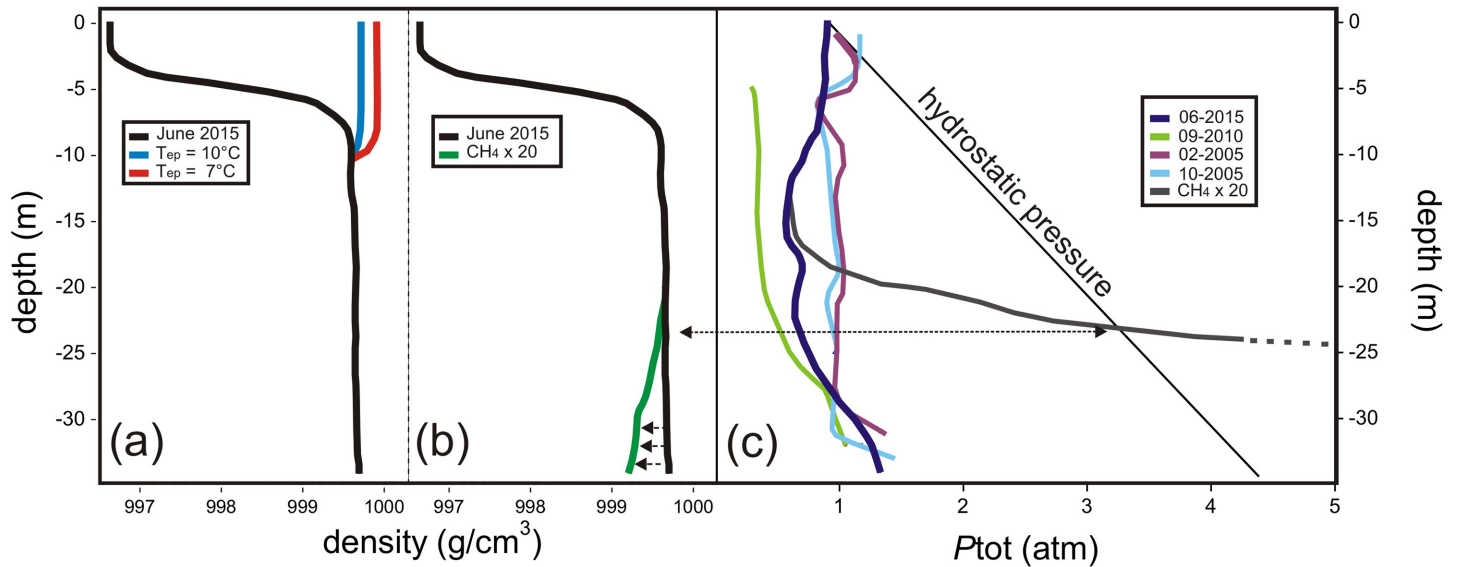 depth (m)
0
-5
-10
-15
-20
-25
-30
June 2015
Tep = 10°C
Tep = 7°C
(a)
997
998
999
1000
June 2015
CH4 x 20
(b)
997
998
999
1000
density (g/cm³)
hydrostatic pressure
06-2015
09-2010
02-2005
10-2005
CH4 x 20
(c)
1
2
3
4
5
Ptot (atm)
0
-5
-10
-15
-20
-25
-30
depth (m)